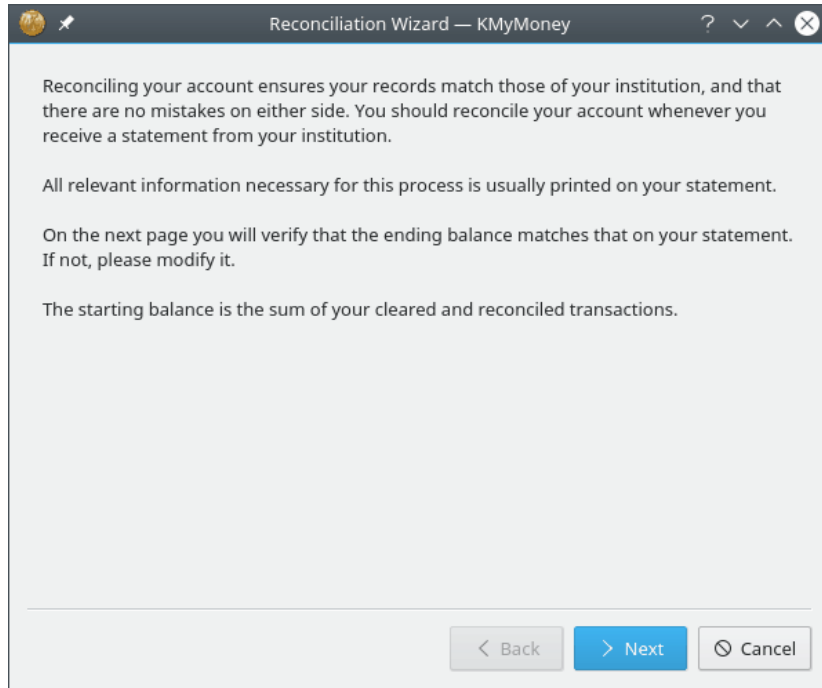 Reconciliation Wizard — KMyMoney
Reconciling your account ensures your records match those of your institution, and that
there are no mistakes on either side. You should reconcile your account whenever you
receive a statement from your institution.
All relevant information necessary for this process is usually printed on your statement.
On the next page you will verify that the ending balance matches that on your statement.
If not, please modify it.
The starting balance is the sum of your cleared and reconciled transactions.
Back
Next
Cancel